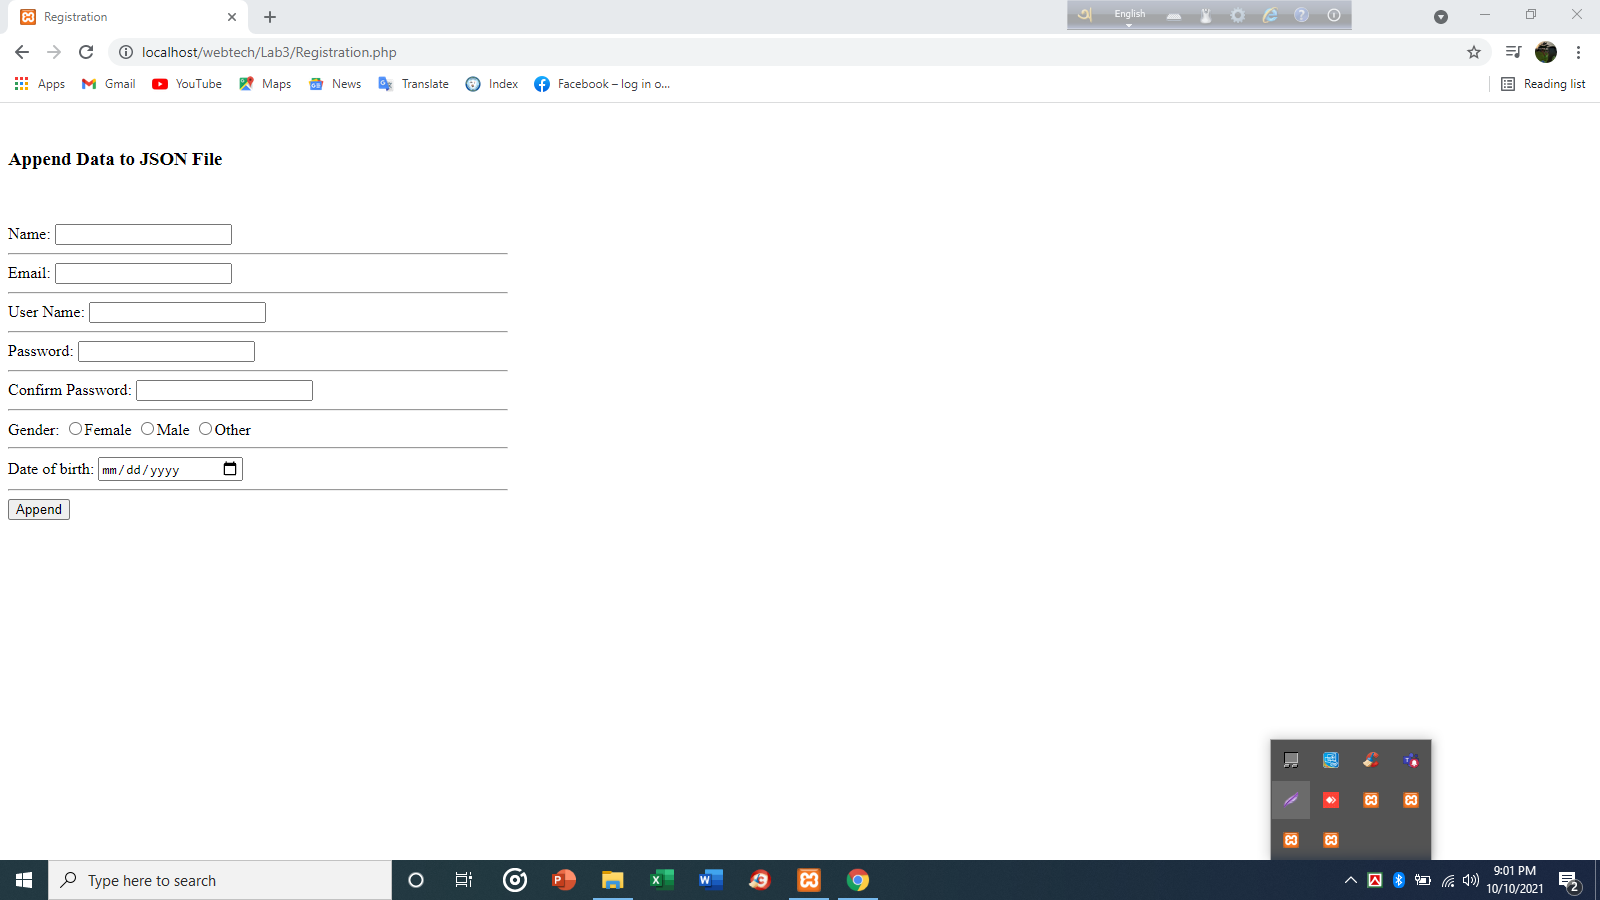 Registration
অ English
localhost/webtech/Lab3/Registration.php
Apps Gmail YouTube Maps News Translate Index Facebook – log in o... Reading list
Append Data to JSON File
Name:
Email:
User Name:
Password:
Confirm Password:
Gender: Female Male Other
Date of birth: mm/dd/yyyy
Append
Type here to search
9:01 PM
10/10/2021
2